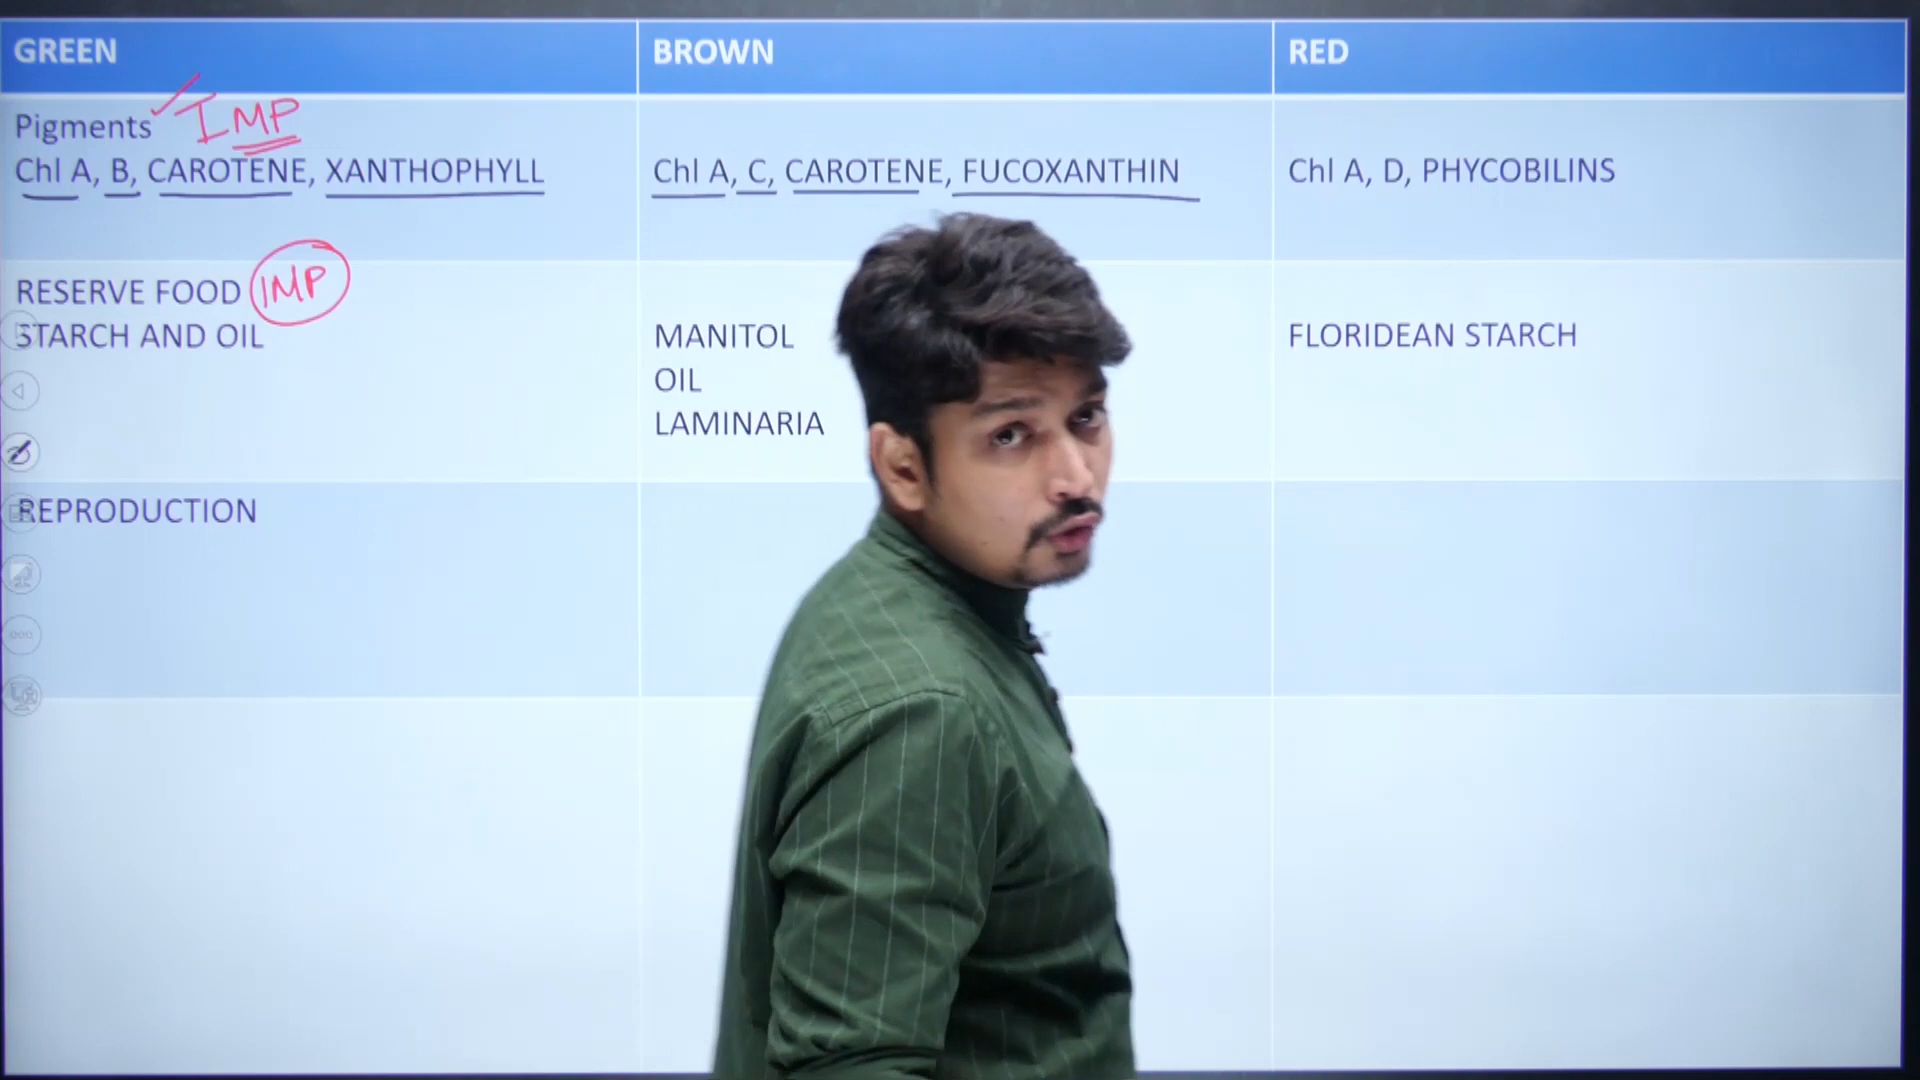 GREEN
BROWN
RED
Pigments IMP
Chl A, B, CAROTENE, XANTHOPHYLL
Chl A, C, CAROTENE, FUCOXANTHIN
Chl A, D, PHYCOBILINS
RESERVE FOOD IMP
STARCH AND OIL
MANITOL
OIL
LAMINARIA
FLORIDEAN STARCH
REPRODUCTION